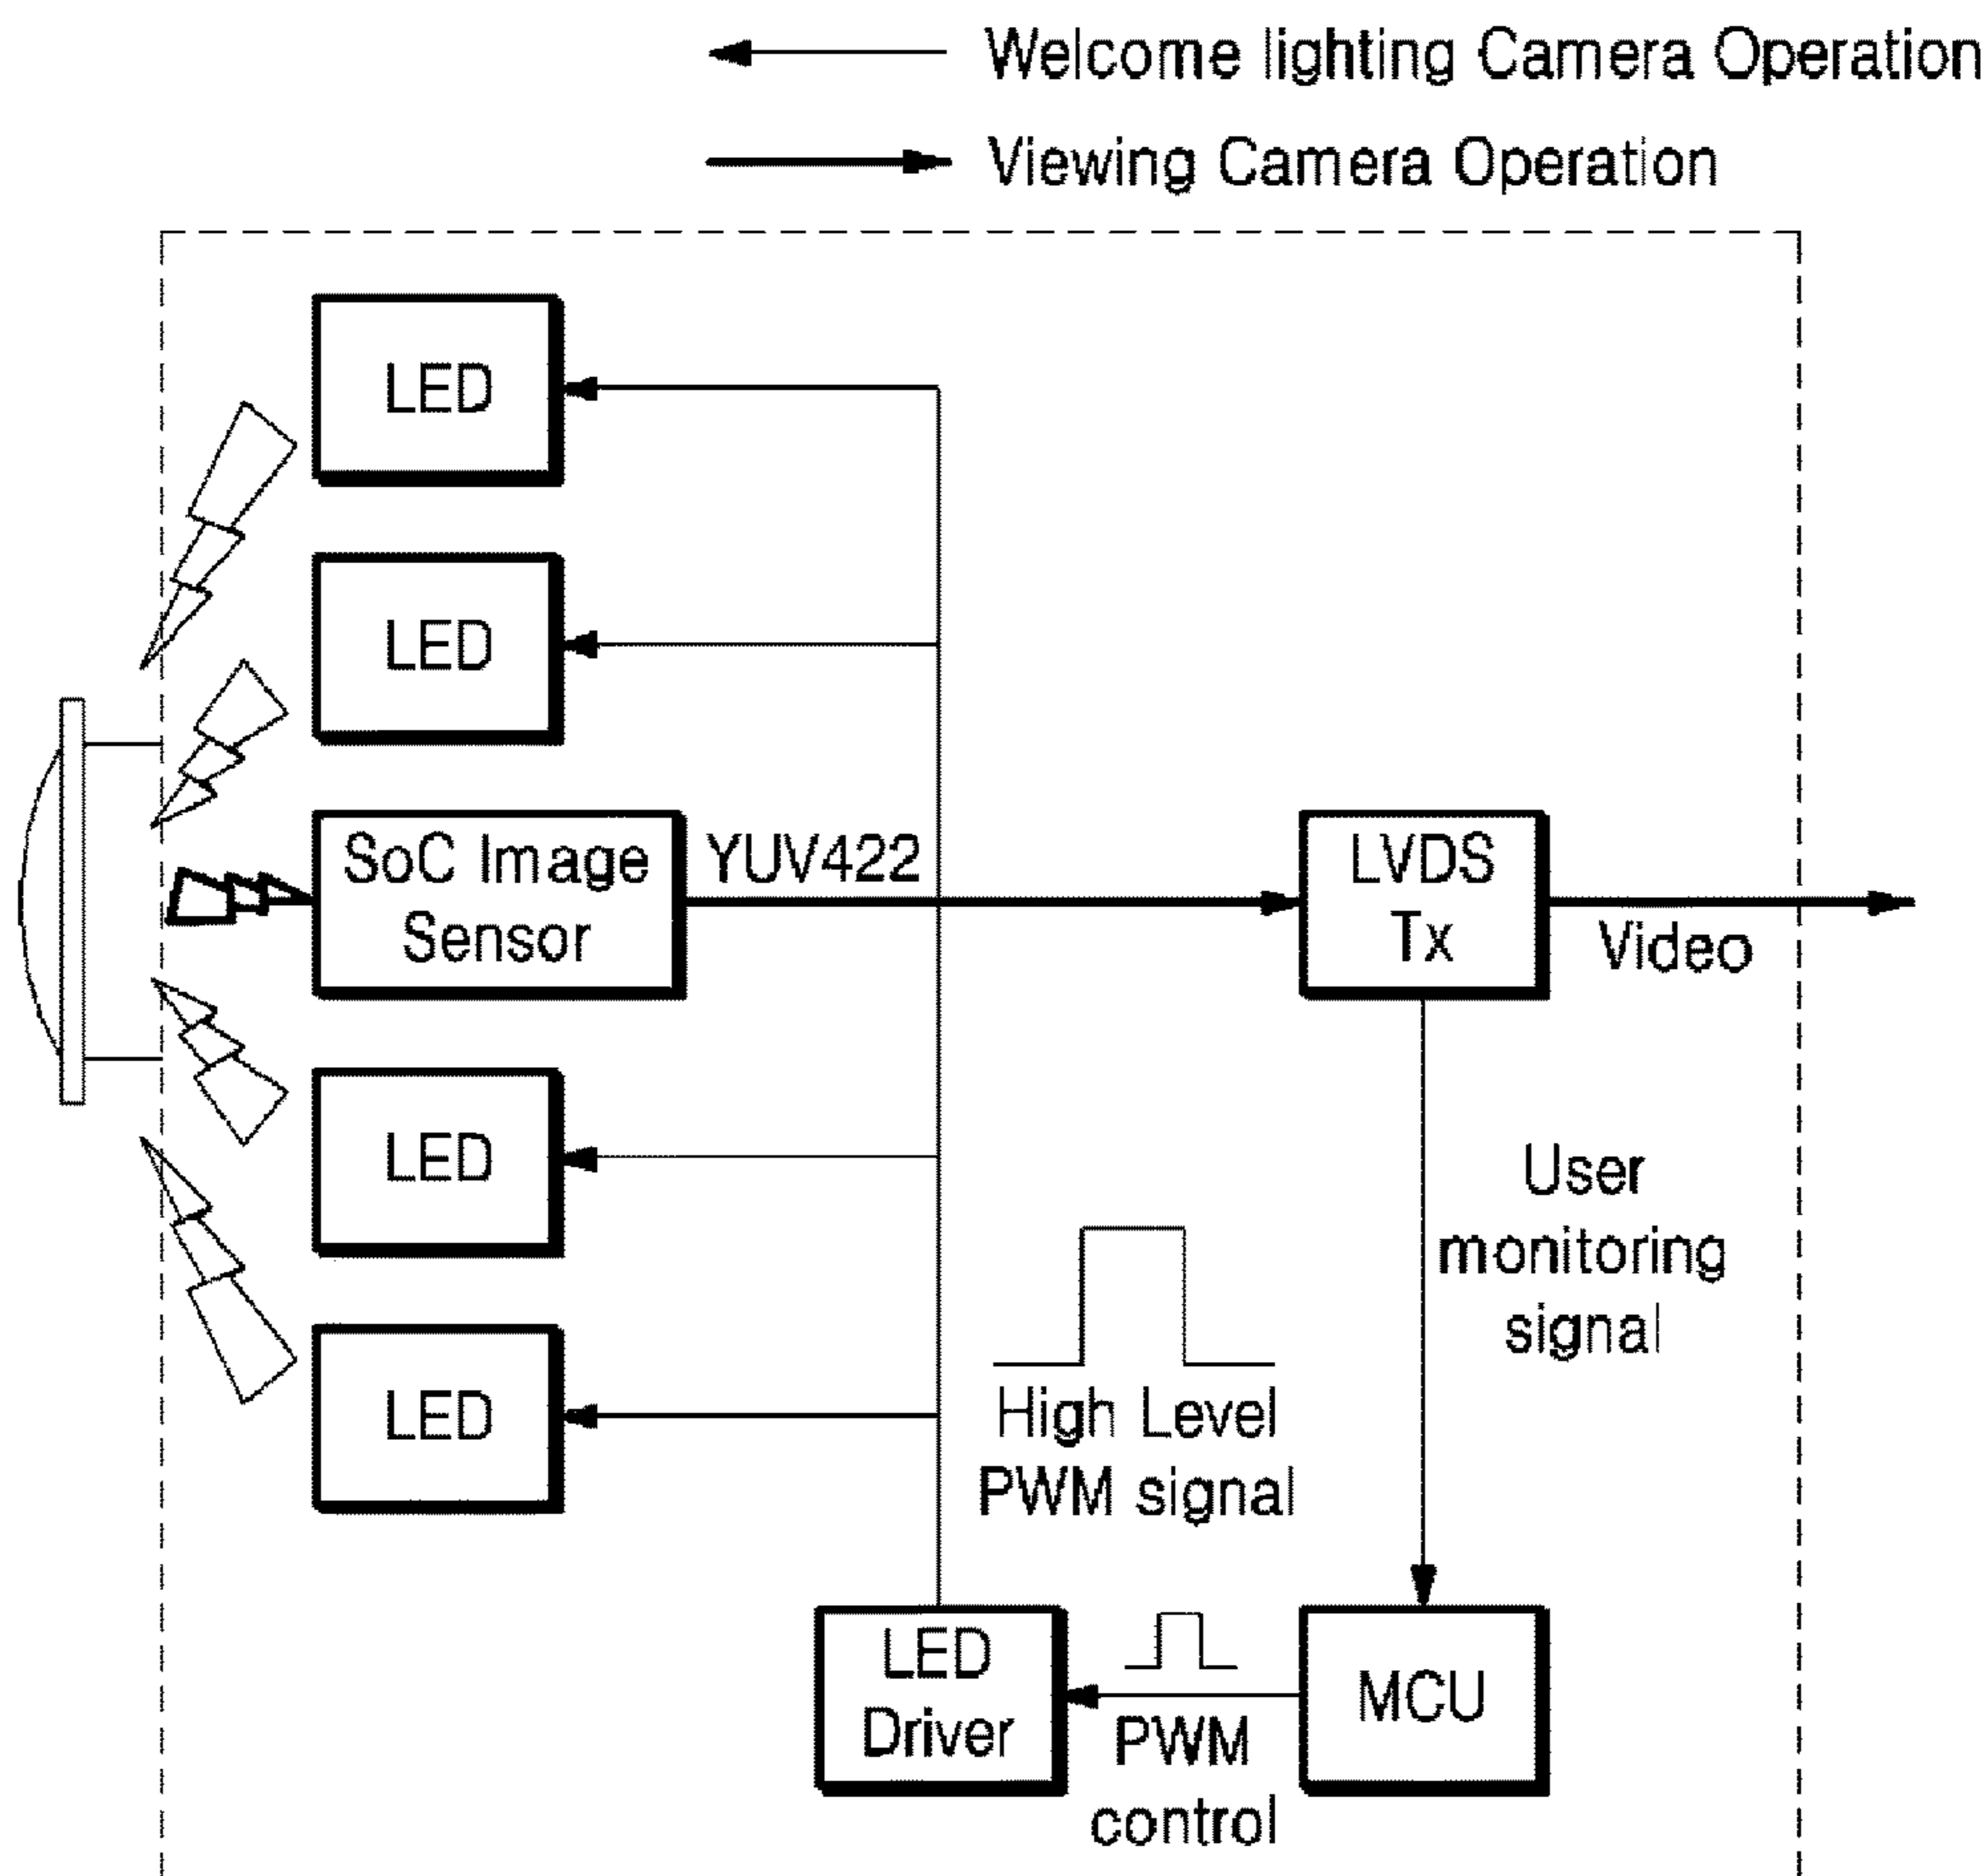 Welcome lighting Camera Operation
Viewing Camera Operation
LED
LED
SoC Image
Sensor
YUV422
LVDS
Tx
Video
LED
User
monitoring
signal
LED
High Level
PWM signal
LED
Driver
PWM
control
MCU